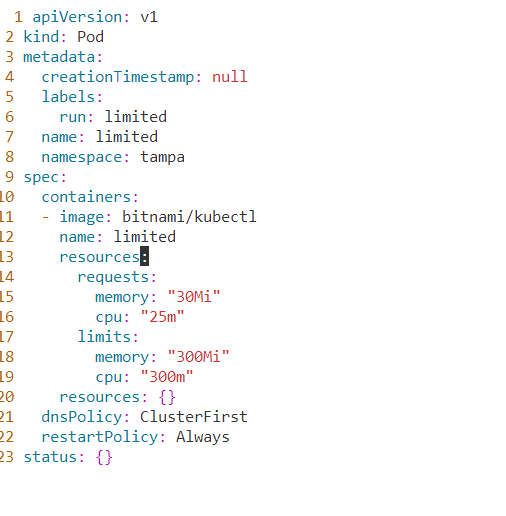 1 apiVersion: v1
2 kind: Pod
3 metadata:
4   creationTimestamp: null
5   labels:
6     run: limited
7   name: limited
8   namespace: tampa
9 spec:
10   containers:
11   - image: bitnami/kubectl
12     name: limited
13     resources:
14       requests:
15         memory: "30Mi"
16         cpu: "25m"
17       limits:
18         memory: "300Mi"
19         cpu: "300m"
20     resources: {}
21   dnsPolicy: ClusterFirst
22   restartPolicy: Always
23 status: {}